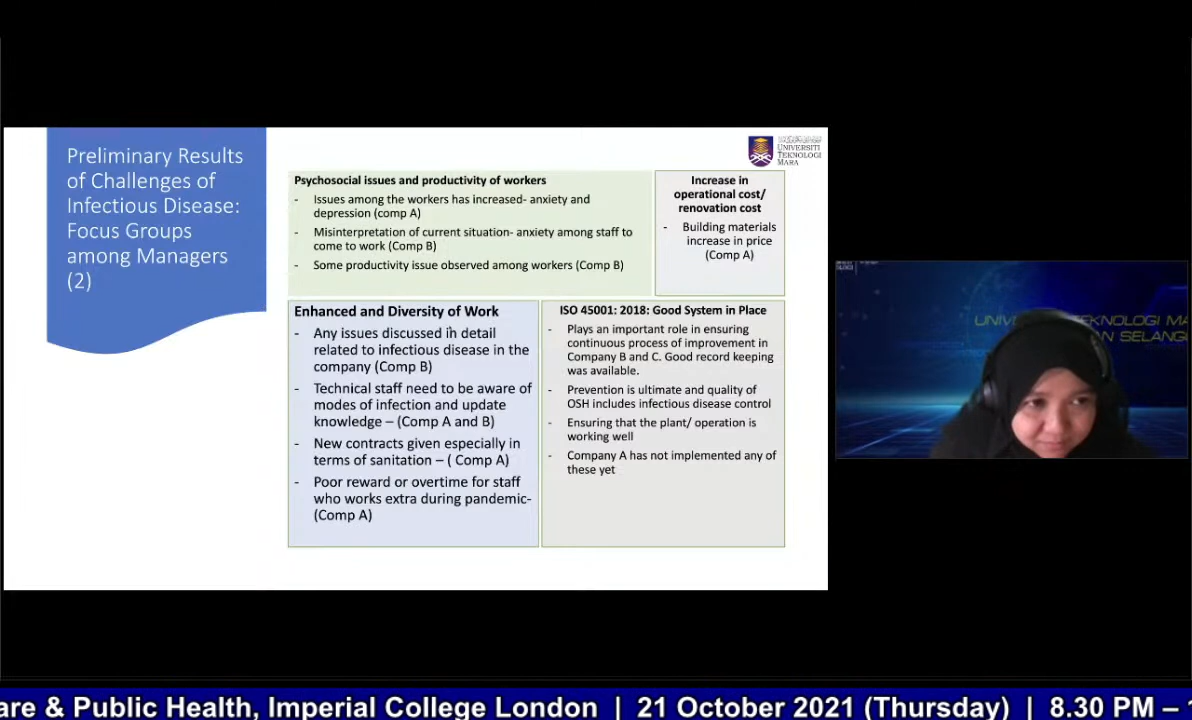 Preliminary Results
of Challenges of
Infectious Disease:
Focus Groups
among Managers
(2)
UNIVERSITI
TEKNOLOGI
MARA
Psychosocial issues and productivity of workers
- Issues among the workers has increased- anxiety and
depression (comp A)
- Misinterpretation of current situation- anxiety among staff to
come to work (Comp B)
- Some productivity issue observed among workers (Comp B)
Increase in
operational cost/
renovation cost
- Building materials
increase in price
(Comp A)
Enhanced and Diversity of Work
- Any issues discussed in detail
related to infectious disease in the
company (Comp B)
- Technical staff need to be aware of
modes of infection and update
knowledge – (Comp A and B)
- New contracts given especially in
terms of sanitation – ( Comp A)
- Poor reward or overtime for staff
who works extra during pandemic-
(Comp A)
ISO 45001: 2018: Good System in Place
- Plays an important role in ensuring
continuous process of improvement in
Company B and C. Good record keeping
was available.
- Prevention is ultimate and quality of
OSH includes infectious disease control
- Ensuring that the plant/ operation is
working well
- Company A has not implemented any of
these yet
UNIV EKNOLOGI MA
AN SELANG
are & Public Health, Imperial College London | 21 October 2021 (Thursday) | 8.30 PM –